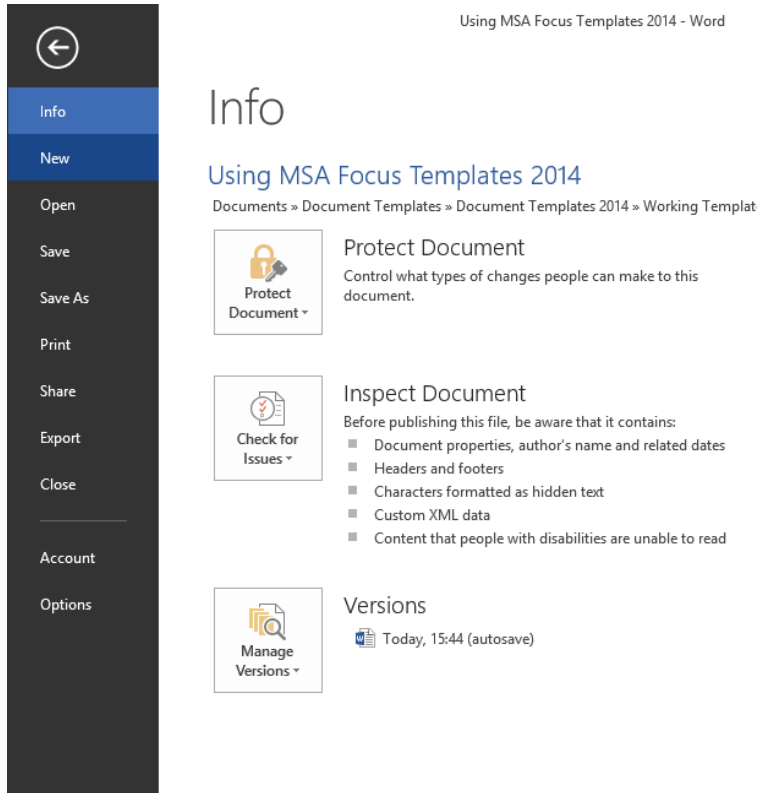 Using MSA Focus Templates 2014 - Word
Info
New
Open
Save
Save As
Print
Share
Export
Close
Account
Options
Info
Using MSA Focus Templates 2014
Documents » Document Templates » Document Templates 2014 » Working Templat
Protect
Document
Protect Document
Control what types of changes people can make to this
document.
Check for
Issues
Inspect Document
Before publishing this file, be aware that it contains:
Document properties, author's name and related dates
Headers and footers
Characters formatted as hidden text
Custom XML data
Content that people with disabilities are unable to read
Manage
Versions
Versions
Today, 15:44 (autosave)